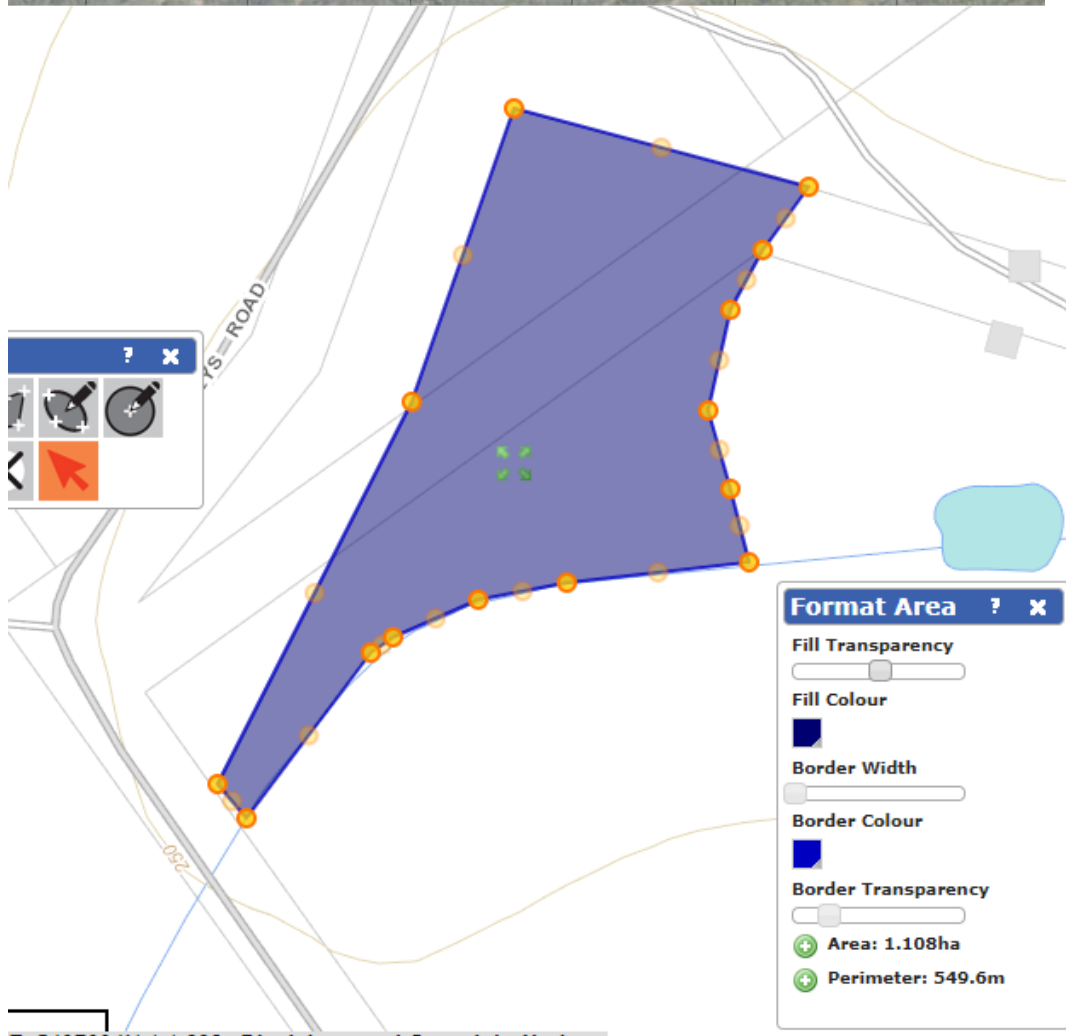 YS ROAD
? ×
250
Format Area ? ×
Fill Transparency
Fill Colour
Border Width
Border Colour
Border Transparency
Area: 1.108ha
Perimeter: 549.6m